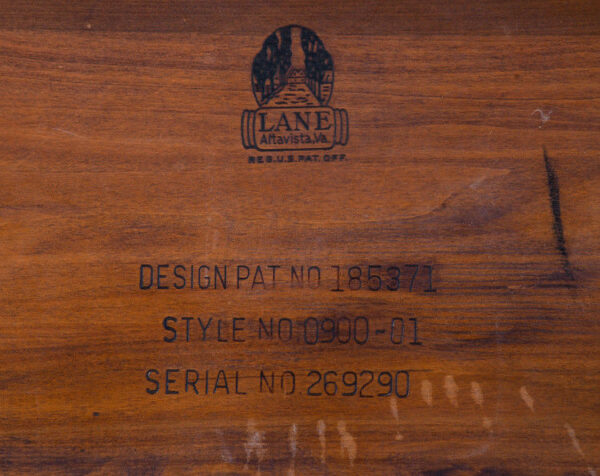 LANE
Altavista, Va.
REG. U.S. PAT. OFF.
DESIGN PAT NO 185371
STYLE NO. 0900-01
SERIAL NO. 269290